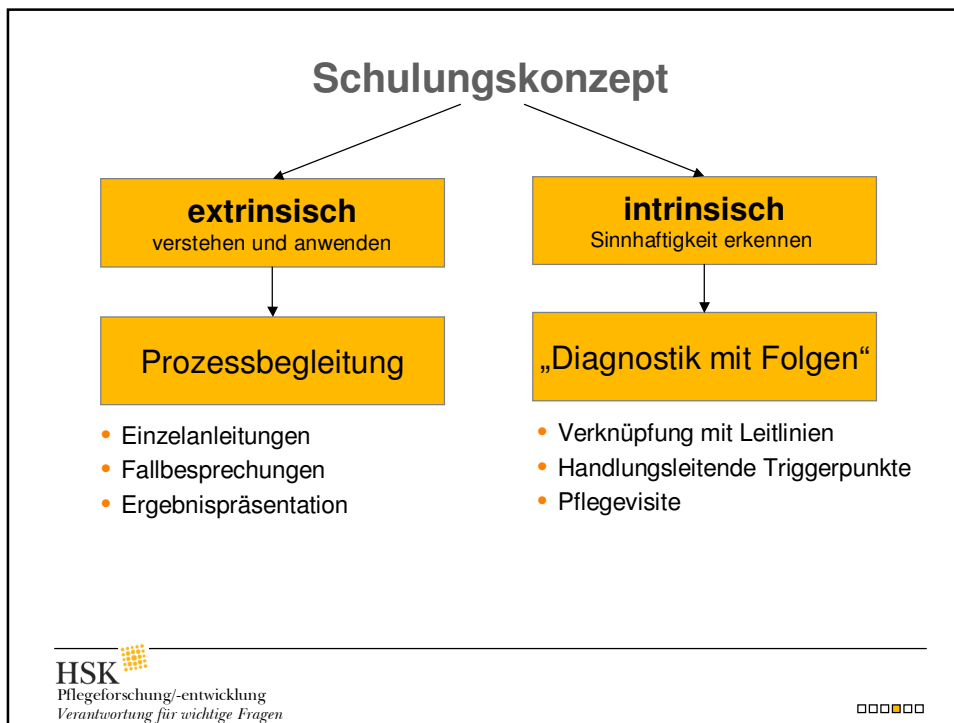 Schulungskonzept
extrinsisch
verstehen und anwenden
Prozessbegleitung
• Einzelanleitungen
• Fallbesprechungen
• Ergebnispräsentation
intrinsisch
Sinnhaftigkeit erkennen
„Diagnostik mit Folgen“
• Verknüpfung mit Leitlinien
• Handlungsleitende Triggerpunkte
• Pflegevisite
HSK
Pflegeforschung/-entwicklung
Verantwortung für wichtige Fragen